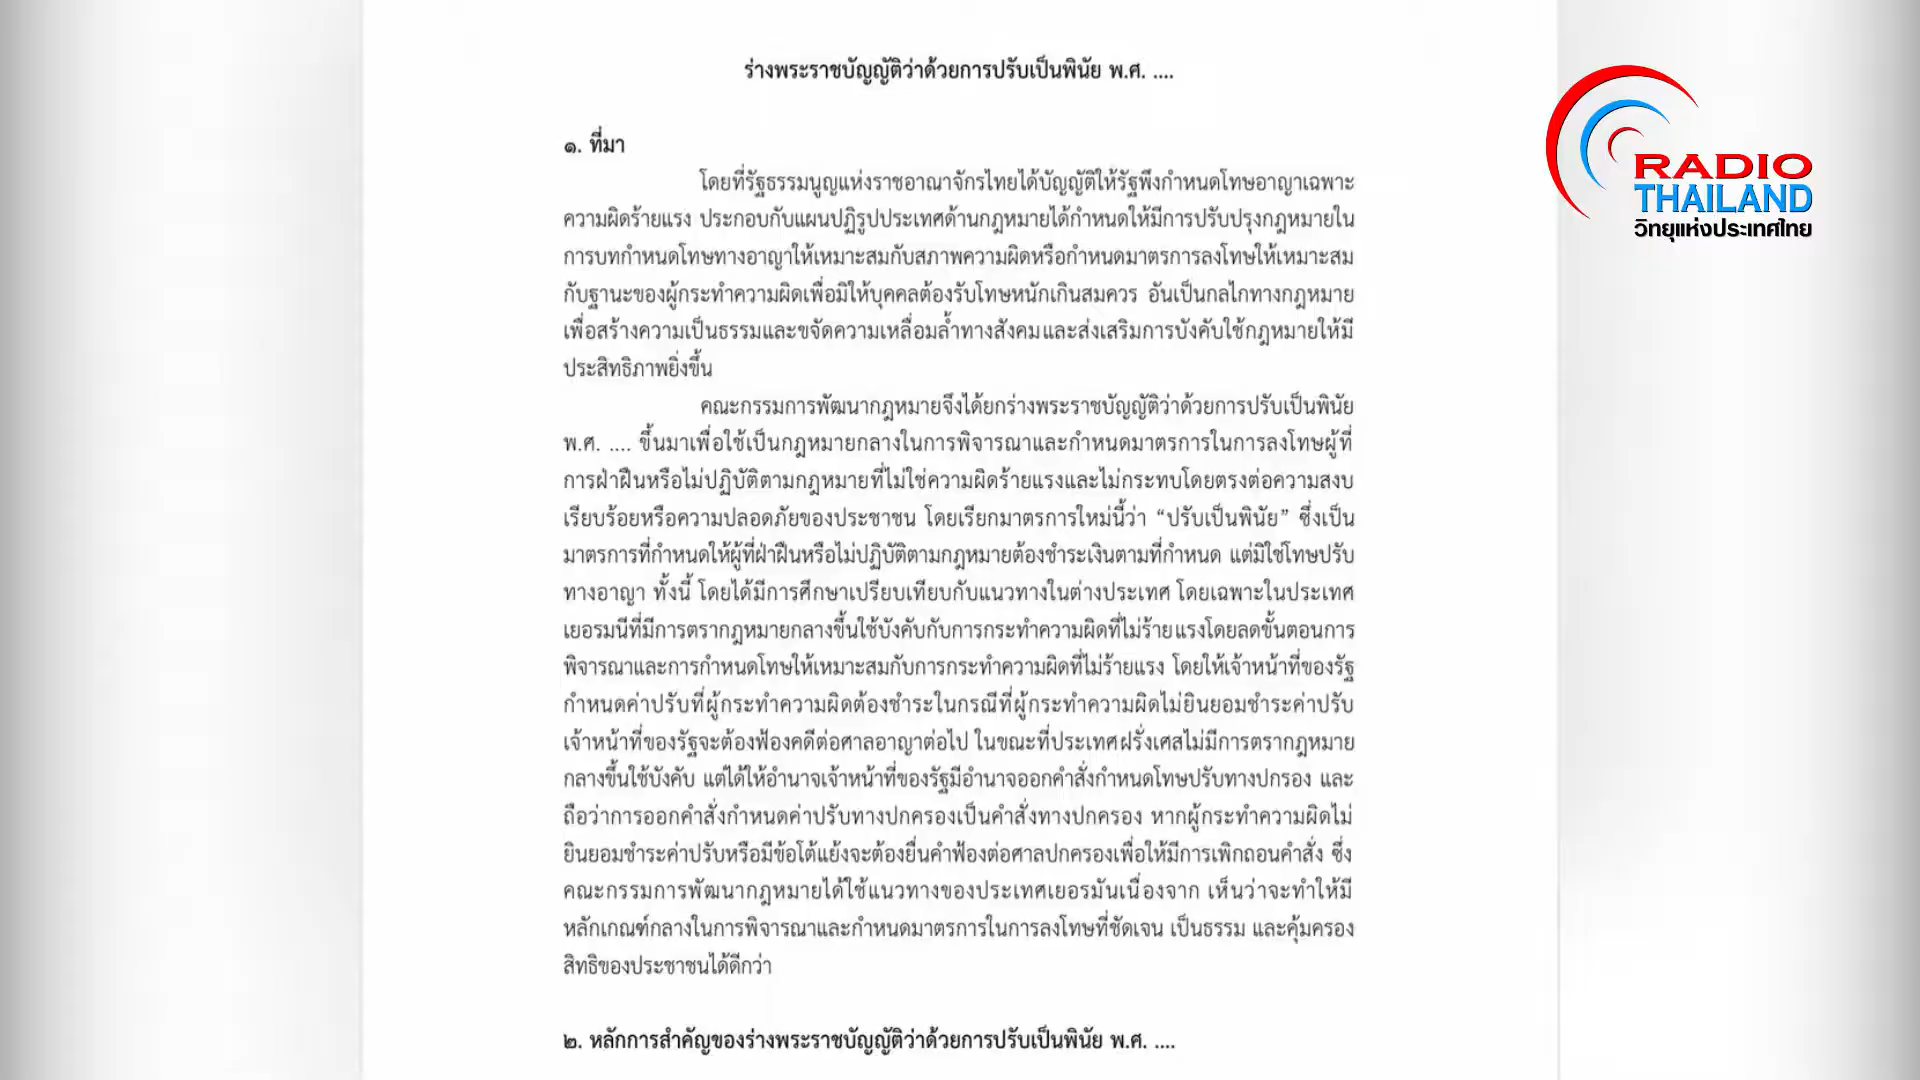 ร่างพระราชบัญญัติว่าด้วยการปรับเป็นพินัย พ.ศ. ....
RADIO
THAILAND
วิทยุแห่งประเทศไทย
๑. ที่มา
โดยที่รัฐธรรมนูญแห่งราชอาณาจักรไทยได้บัญญัติให้รัฐพึงกำหนดโทษอาญาเฉพาะ
ความผิดร้ายแรง ประกอบกับแผนปฏิรูปประเทศด้านกฎหมายได้กำหนดให้มีการปรับปรุงกฎหมายใน
การบทกำหนดโทษทางอาญาให้เหมาะสมกับสภาพความผิดหรือกำหนดมาตรการลงโทษให้เหมาะสม
กับฐานะของผู้กระทำความผิดเพื่อมิให้บุคคลต้องรับโทษหนักเกินสมควร อันเป็นกลไกทางกฎหมาย
เพื่อสร้างความเป็นธรรมและขจัดความเหลื่อมล้ำทางสังคมและส่งเสริมการบังคับใช้กฎหมายให้มี
ประสิทธิภาพยิ่งขึ้น
คณะกรรมการพัฒนากฎหมายจึงได้ยกร่างพระราชบัญญัติว่าด้วยการปรับเป็นพินัย
พ.ศ. .... ขึ้นมาเพื่อใช้เป็นกฎหมายกลางในการพิจารณาและกำหนดมาตรการในการลงโทษผู้ที่
การฝ่าฝืนหรือไม่ปฏิบัติตามกฎหมายที่ไม่ใช่ความผิดร้ายแรงและไม่กระทบโดยตรงต่อความสงบ
เรียบร้อยหรือความปลอดภัยของประชาชน โดยเรียกมาตรการใหม่นี้ว่า “ปรับเป็นพินัย” ซึ่งเป็น
มาตรการที่กำหนดให้ผู้ที่ฝ่าฝืนหรือไม่ปฏิบัติตามกฎหมายต้องชำระเงินตามที่กำหนด แต่มิใช่โทษปรับ
ทางอาญา ทั้งนี้ โดยได้มีการศึกษาเปรียบเทียบกับแนวทางในต่างประเทศ โดยเฉพาะในประเทศ
เยอรมนีที่มีการตรากฎหมายกลางขึ้นใช้บังคับกับการกระทำความผิดที่ไม่ร้ายแรงโดยลดขั้นตอนการ
พิจารณาและการกำหนดโทษให้เหมาะสมกับการกระทำความผิดที่ไม่ร้ายแรง โดยให้เจ้าหน้าที่ของรัฐ
กำหนดค่าปรับที่ผู้กระทำความผิดต้องชำระในกรณีที่ผู้กระทำความผิดไม่ยินยอมชำระค่าปรับ
เจ้าหน้าที่ของรัฐจะต้องฟ้องคดีต่อศาลอาญาต่อไป ในขณะที่ประเทศฝรั่งเศสไม่มีการตรากฎหมาย
กลางขึ้นใช้บังคับ แต่ได้ให้อำนาจเจ้าหน้าที่ของรัฐมีอำนาจออกคำสั่งกำหนดโทษปรับทางปกรอง และ
ถือว่าการออกคำสั่งกำหนดค่าปรับทางปกครองเป็นคำสั่งทางปกครอง หากผู้กระทำความผิดไม่
ยินยอมชำระค่าปรับหรือมีข้อโต้แย้งจะต้องยื่นคำฟ้องต่อศาลปกครองเพื่อให้มีการเพิกถอนคำสั่ง ซึ่ง
คณะกรรมการพัฒนากฎหมายได้ใช้แนวทางของประเทศเยอรมันเนื่องจาก เห็นว่าจะทำให้มี
หลักเกณฑ์กลางในการพิจารณาและกำหนดมาตรการในการลงโทษที่ชัดเจน เป็นธรรม และคุ้มครอง
สิทธิของประชาชนได้ดีกว่า
๒. หลักการสำคัญของร่างพระราชบัญญัติว่าด้วยการปรับเป็นพินัย พ.ศ. ....